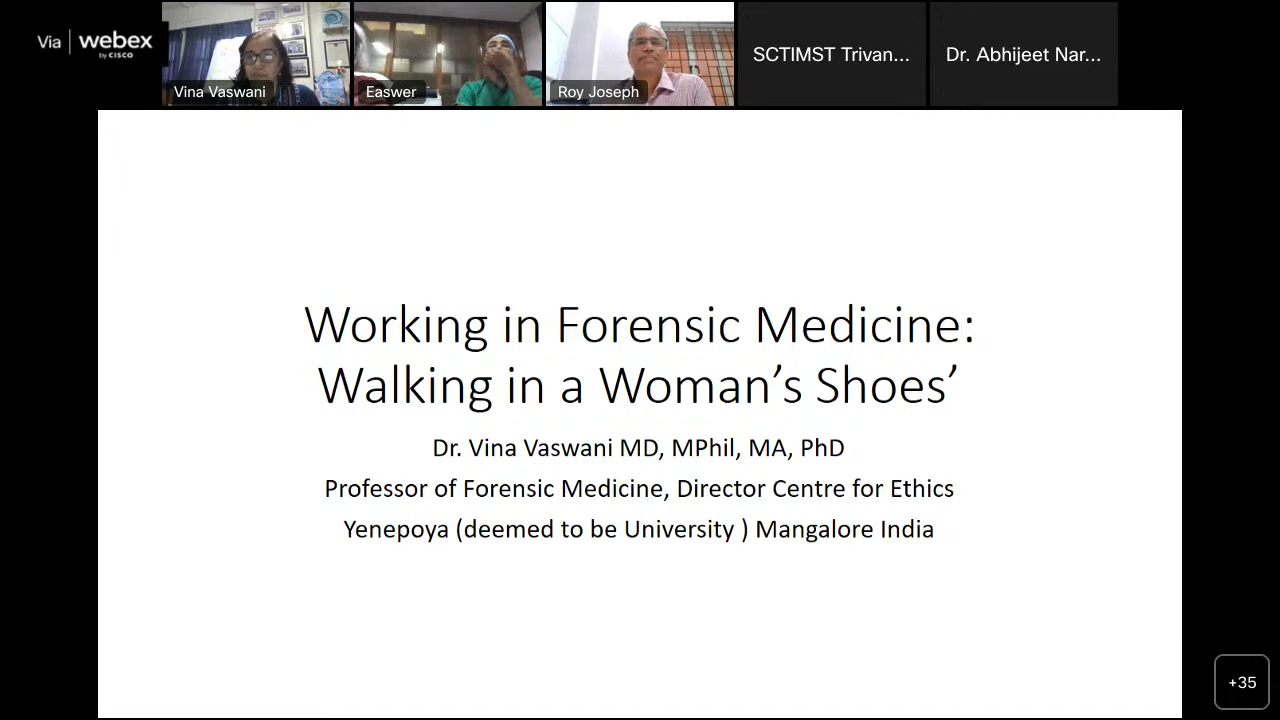 Via | webex
by CISCO
Vina Vaswani
Easwer
Roy Joseph
SCTIMST Trivan...
Dr. Abhijeet Nar...
Working in Forensic Medicine:
Walking in a Woman’s Shoes’
Dr. Vina Vaswani MD, MPhil, MA, PhD
Professor of Forensic Medicine, Director Centre for Ethics
Yenepoya (deemed to be University ) Mangalore India
+35